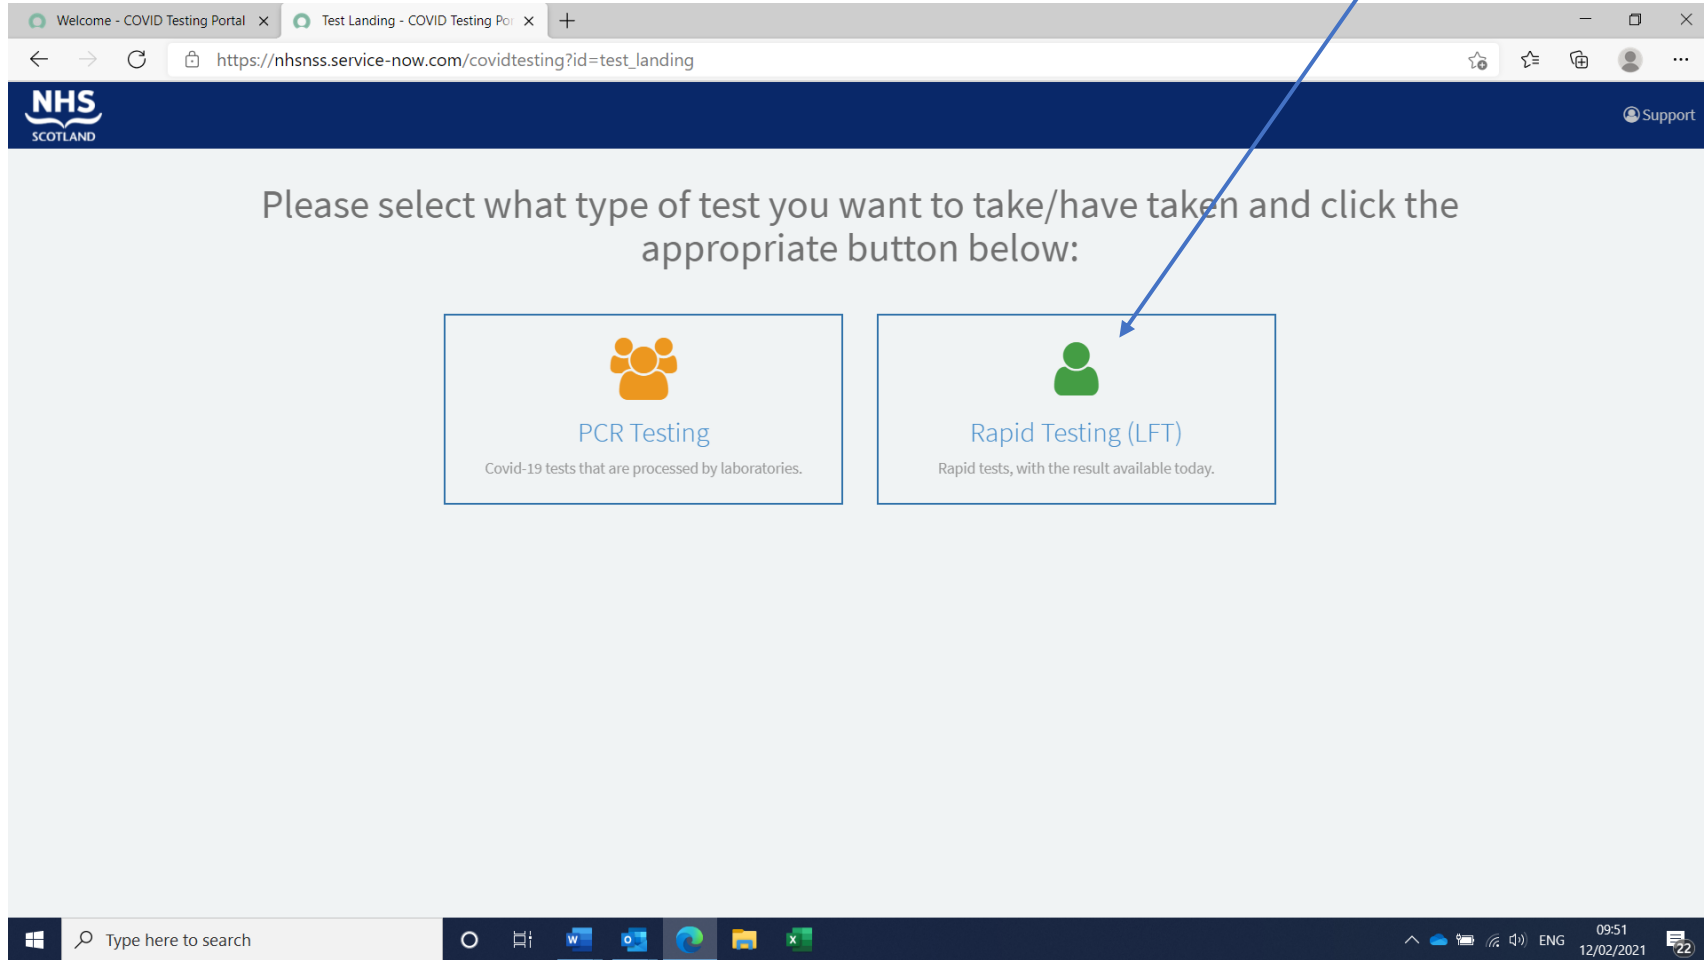 Welcome - COVID Testing Portal
Test Landing - COVID Testing Por
https://nhsnss.service-now.com/covidtesting?id=test_landing
NHS
SCOTLAND
Support
Please select what type of test you want to take/have taken and click the
appropriate button below:
PCR Testing
Covid-19 tests that are processed by laboratories.
Rapid Testing (LFT)
Rapid tests, with the result available today.
Type here to search
ENG
09:51
12/02/2021
22